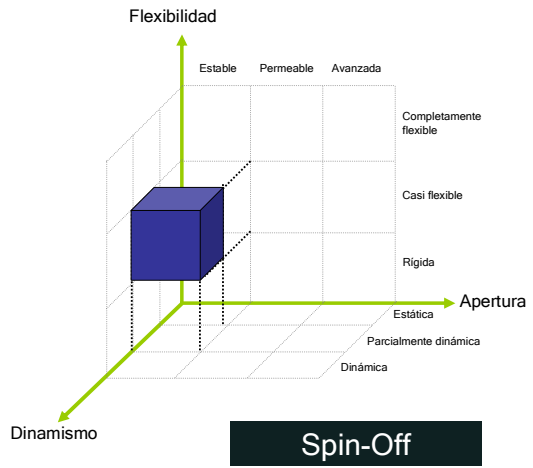 Flexibilidad
Estable Permeable Avanzada
Completamente
flexible
Casi flexible
Rígida
Apertura
Estática
Parcialmente dinámica
Dinámica
Dinamismo
Spin-Off